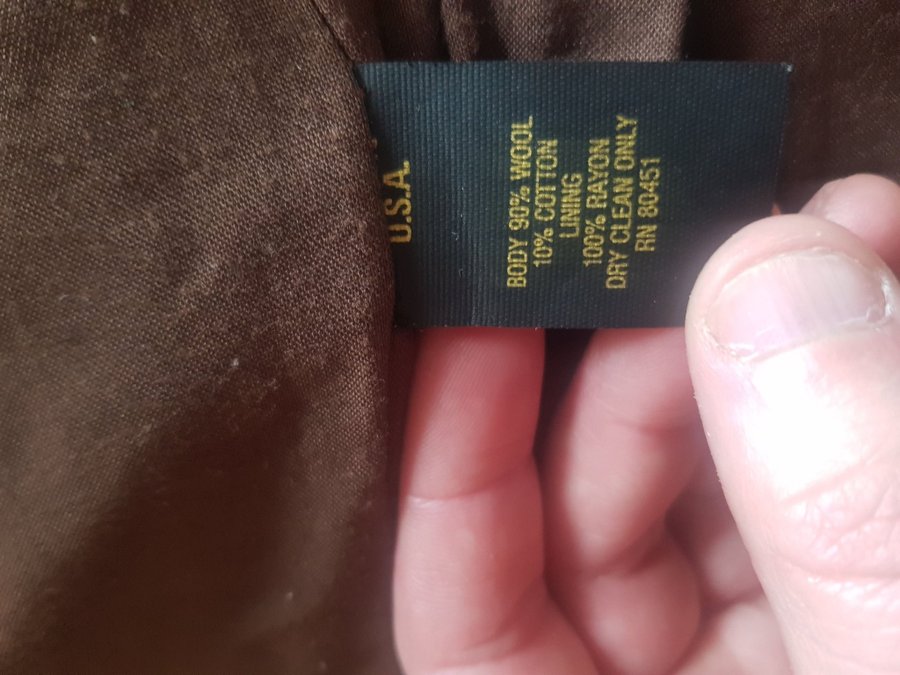 U.S.A.
BODY 90% WOOL
10% COTTON
LINING
100% RAYON
DRY CLEAN ONLY
RN 80451